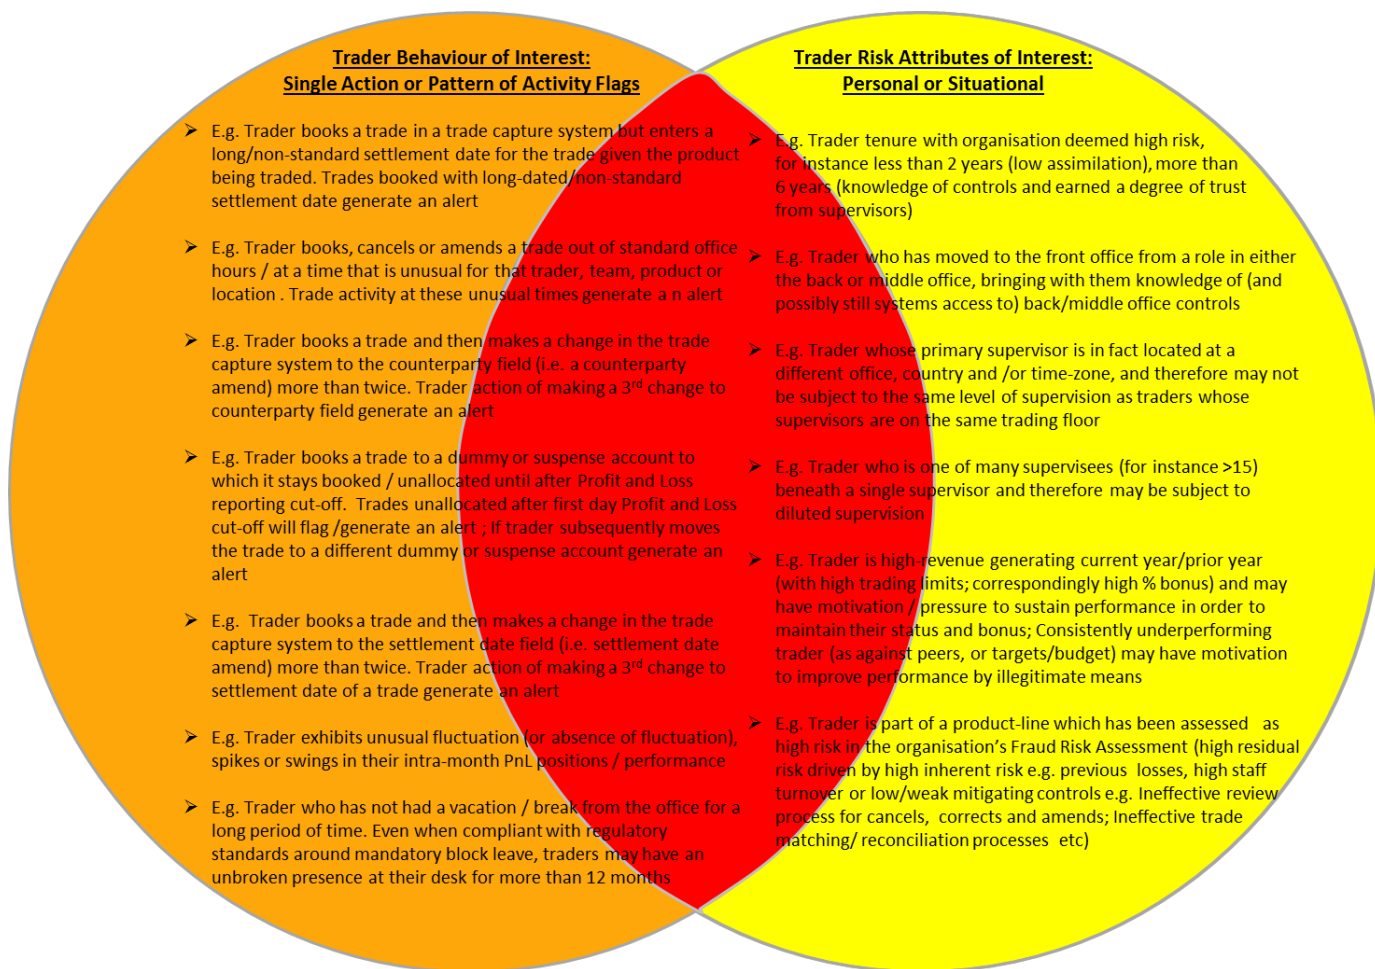 Trader Behaviour of Interest:
Single Action or Pattern of Activity Flags
➢ E.g. Trader books a trade in a trade capture system but enters a
long/non-standard settlement date for the trade given the product
being traded. Trades booked with long-dated/non-standard
settlement date generate an alert
➢ E.g. Trader books, cancels or amends a trade out of standard office
hours / at a time that is unusual for that trader, team, product or
location . Trade activity at these unusual times generate a n alert
➢ E.g. Trader books a trade and then makes a change in the trade
capture system to the counterparty field (i.e. a counterparty
amend) more than twice. Trader action of making a 3rd change to
counterparty field generate an alert
➢ E.g. Trader books a trade to a dummy or suspense account to
which it stays booked / unallocated until after Profit and Loss
reporting cut-off.  Trades unallocated after first day Profit and Loss
cut-off will flag /generate an alert ; If trader subsequently moves
the trade to a different dummy or suspense account generate an
alert
➢ E.g.  Trader books a trade and then makes a change in the trade
capture system to the settlement date field (i.e. settlement date
amend) more than twice. Trader action of making a 3rd change to
settlement date of a trade generate an alert
➢ E.g. Trader exhibits unusual fluctuation (or absence of fluctuation),
spikes or swings in their intra-month PnL positions / performance
➢ E.g. Trader who has not had a vacation / break from the office for a
long period of time. Even when compliant with regulatory
standards around mandatory block leave, traders may have an
unbroken presence at their desk for more than 12 months
Trader Risk Attributes of Interest:
Personal or Situational
➢ E.g. Trader tenure with organisation deemed high risk,
for instance less than 2 years (low assimilation), more than
6 years (knowledge of controls and earned a degree of trust
from supervisors)
➢ E.g. Trader who has moved to the front office from a role in either
the back or middle office, bringing with them knowledge of (and
possibly still systems access to) back/middle office controls
➢ E.g. Trader whose primary supervisor is in fact located at a
different office, country and /or time-zone, and therefore may not
be subject to the same level of supervision as traders whose
supervisors are on the same trading floor
➢ E.g. Trader who is one of many supervisees (for instance >15)
beneath a single supervisor and therefore may be subject to
diluted supervision
➢ E.g. Trader is high-revenue generating current year/prior year
(with high trading limits; correspondingly high % bonus) and may
have motivation / pressure to sustain performance in order to
maintain their status and bonus; Consistently underperforming
trader (as against peers, or targets/budget) may have motivation
to improve performance by illegitimate means
➢ E.g. Trader is part of a product-line which has been assessed  as
high risk in the organisation's Fraud Risk Assessment (high residual
risk driven by high inherent risk e.g. previous  losses, high staff
turnover or low/weak mitigating controls e.g. Ineffective review
process for cancels,  corrects and amends; Ineffective trade
matching/ reconciliation processes  etc)